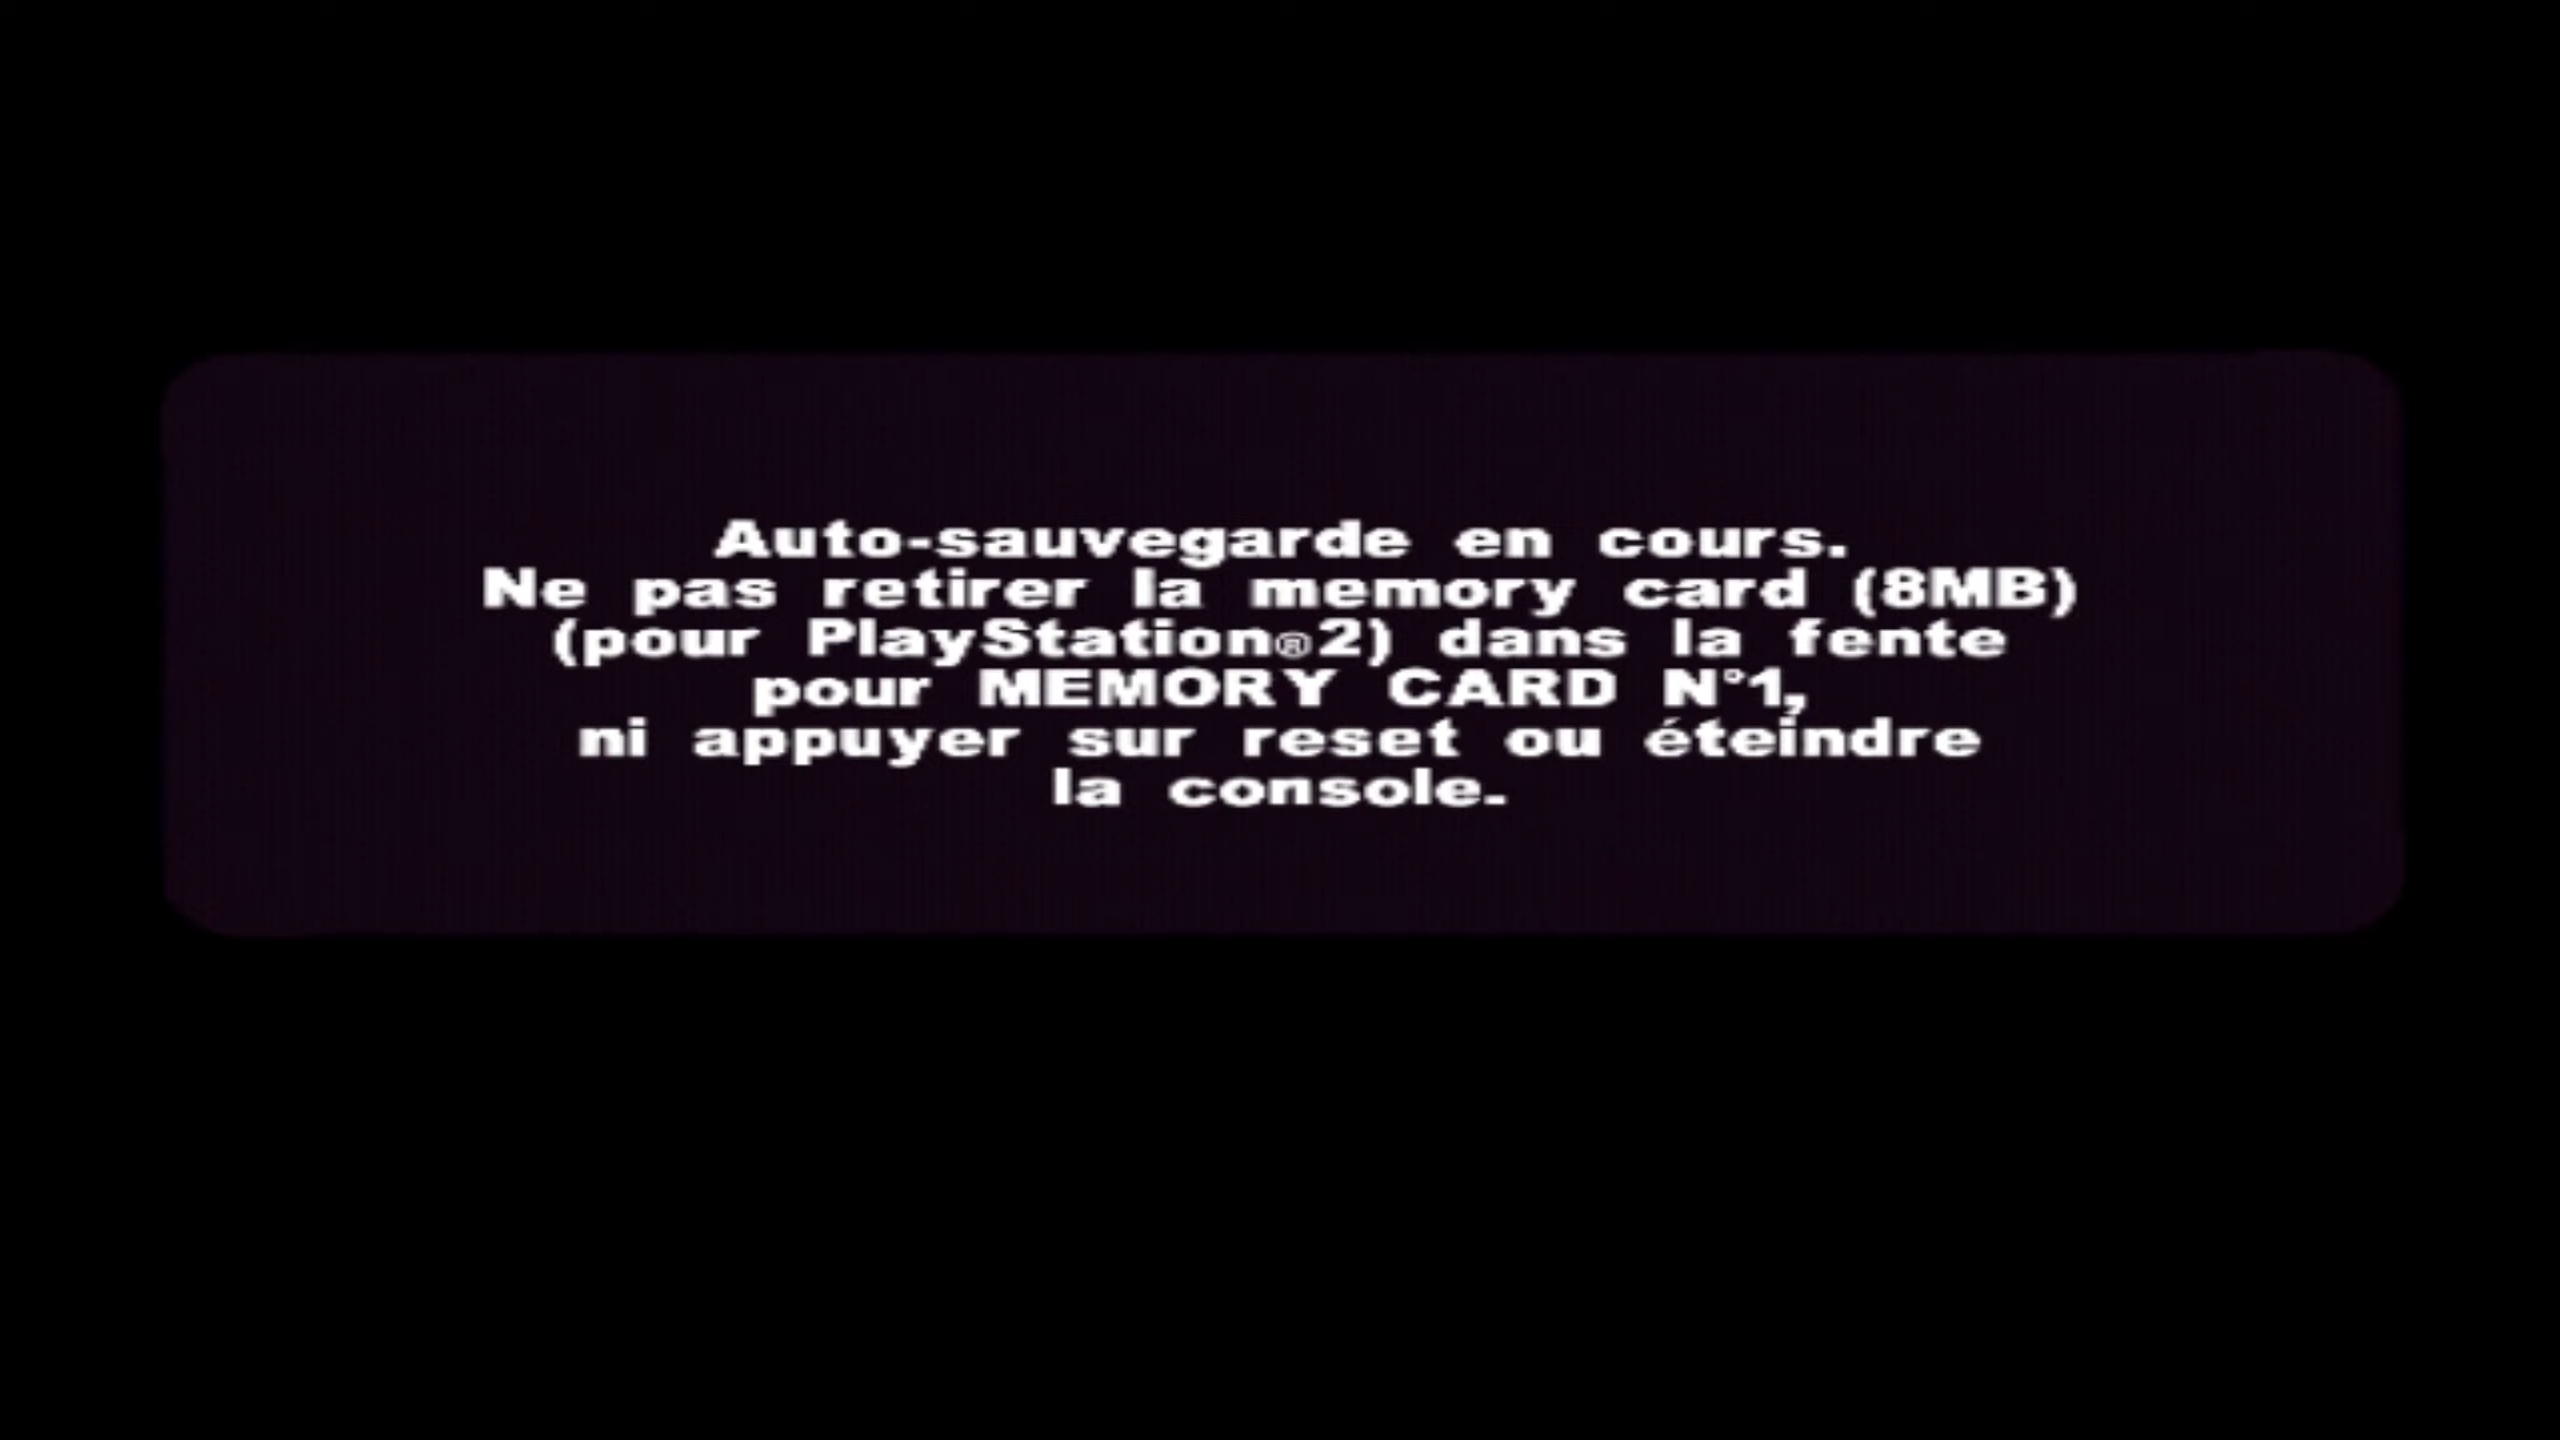 Auto-sauvegarde en cours.
Ne pas retirer la memory card (8MB)
(pour PlayStation®2) dans la fente
pour MEMORY CARD N°1,
ni appuyer sur reset ou éteindre
la console.